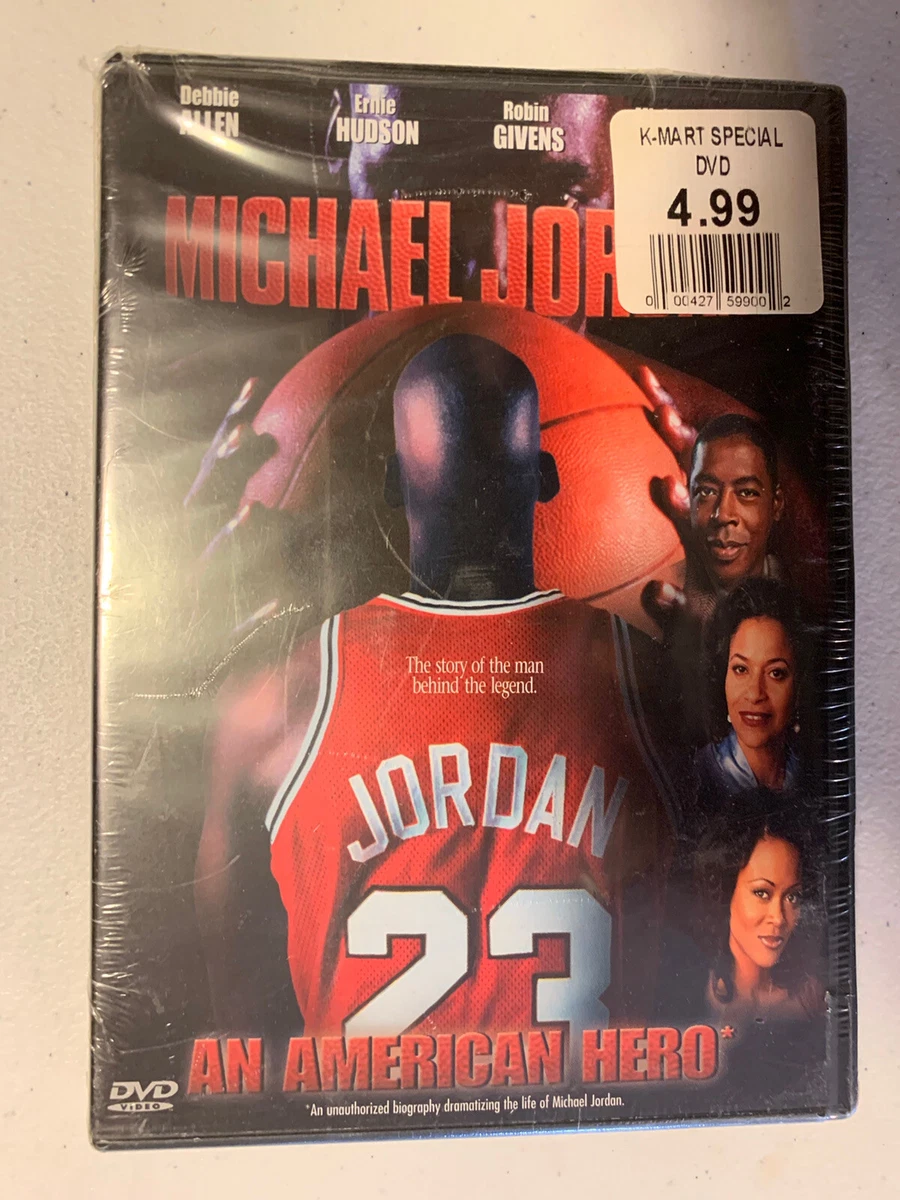 Debbie
ALLEN
Ernie
HUDSON
Robin
GIVENS
K-MART SPECIAL
DVD
4.99
0 00427 59900 2
MICHAEL
The story of the man
behind the legend.
JORDAN
23
AN AMERICAN HERO*
DVD
VIDEO
*An unauthorized biography dramatizing the life of Michael Jordan.